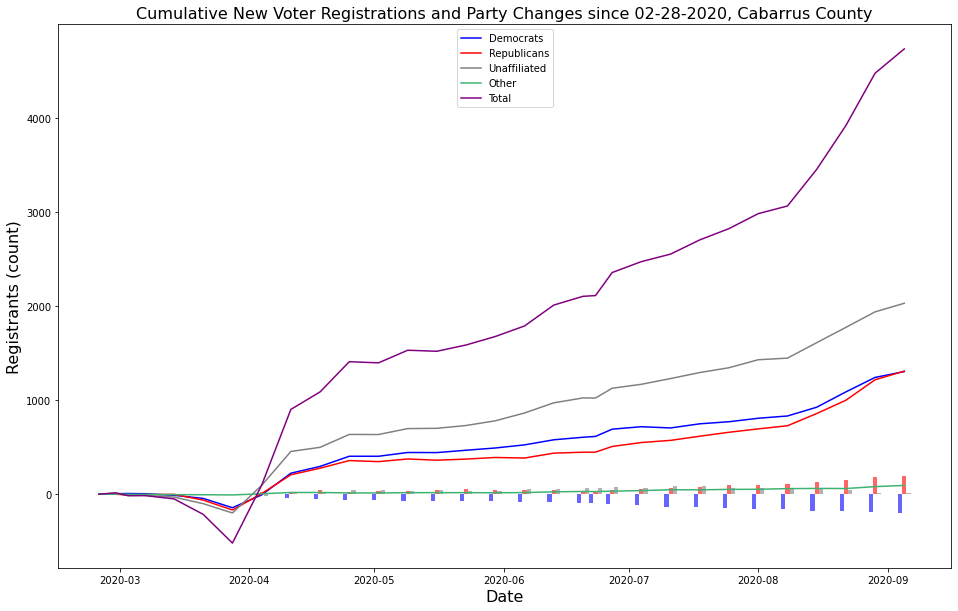 Cumulative New Voter Registrations and Party Changes since 02-28-2020, Cabarrus County
Democrats
Republicans
Unaffiliated
Other
Total
Registrants (count)
4000
3000
2000
1000
0
2020-03
2020-04
2020-05
2020-06
2020-07
2020-08
2020-09
Date